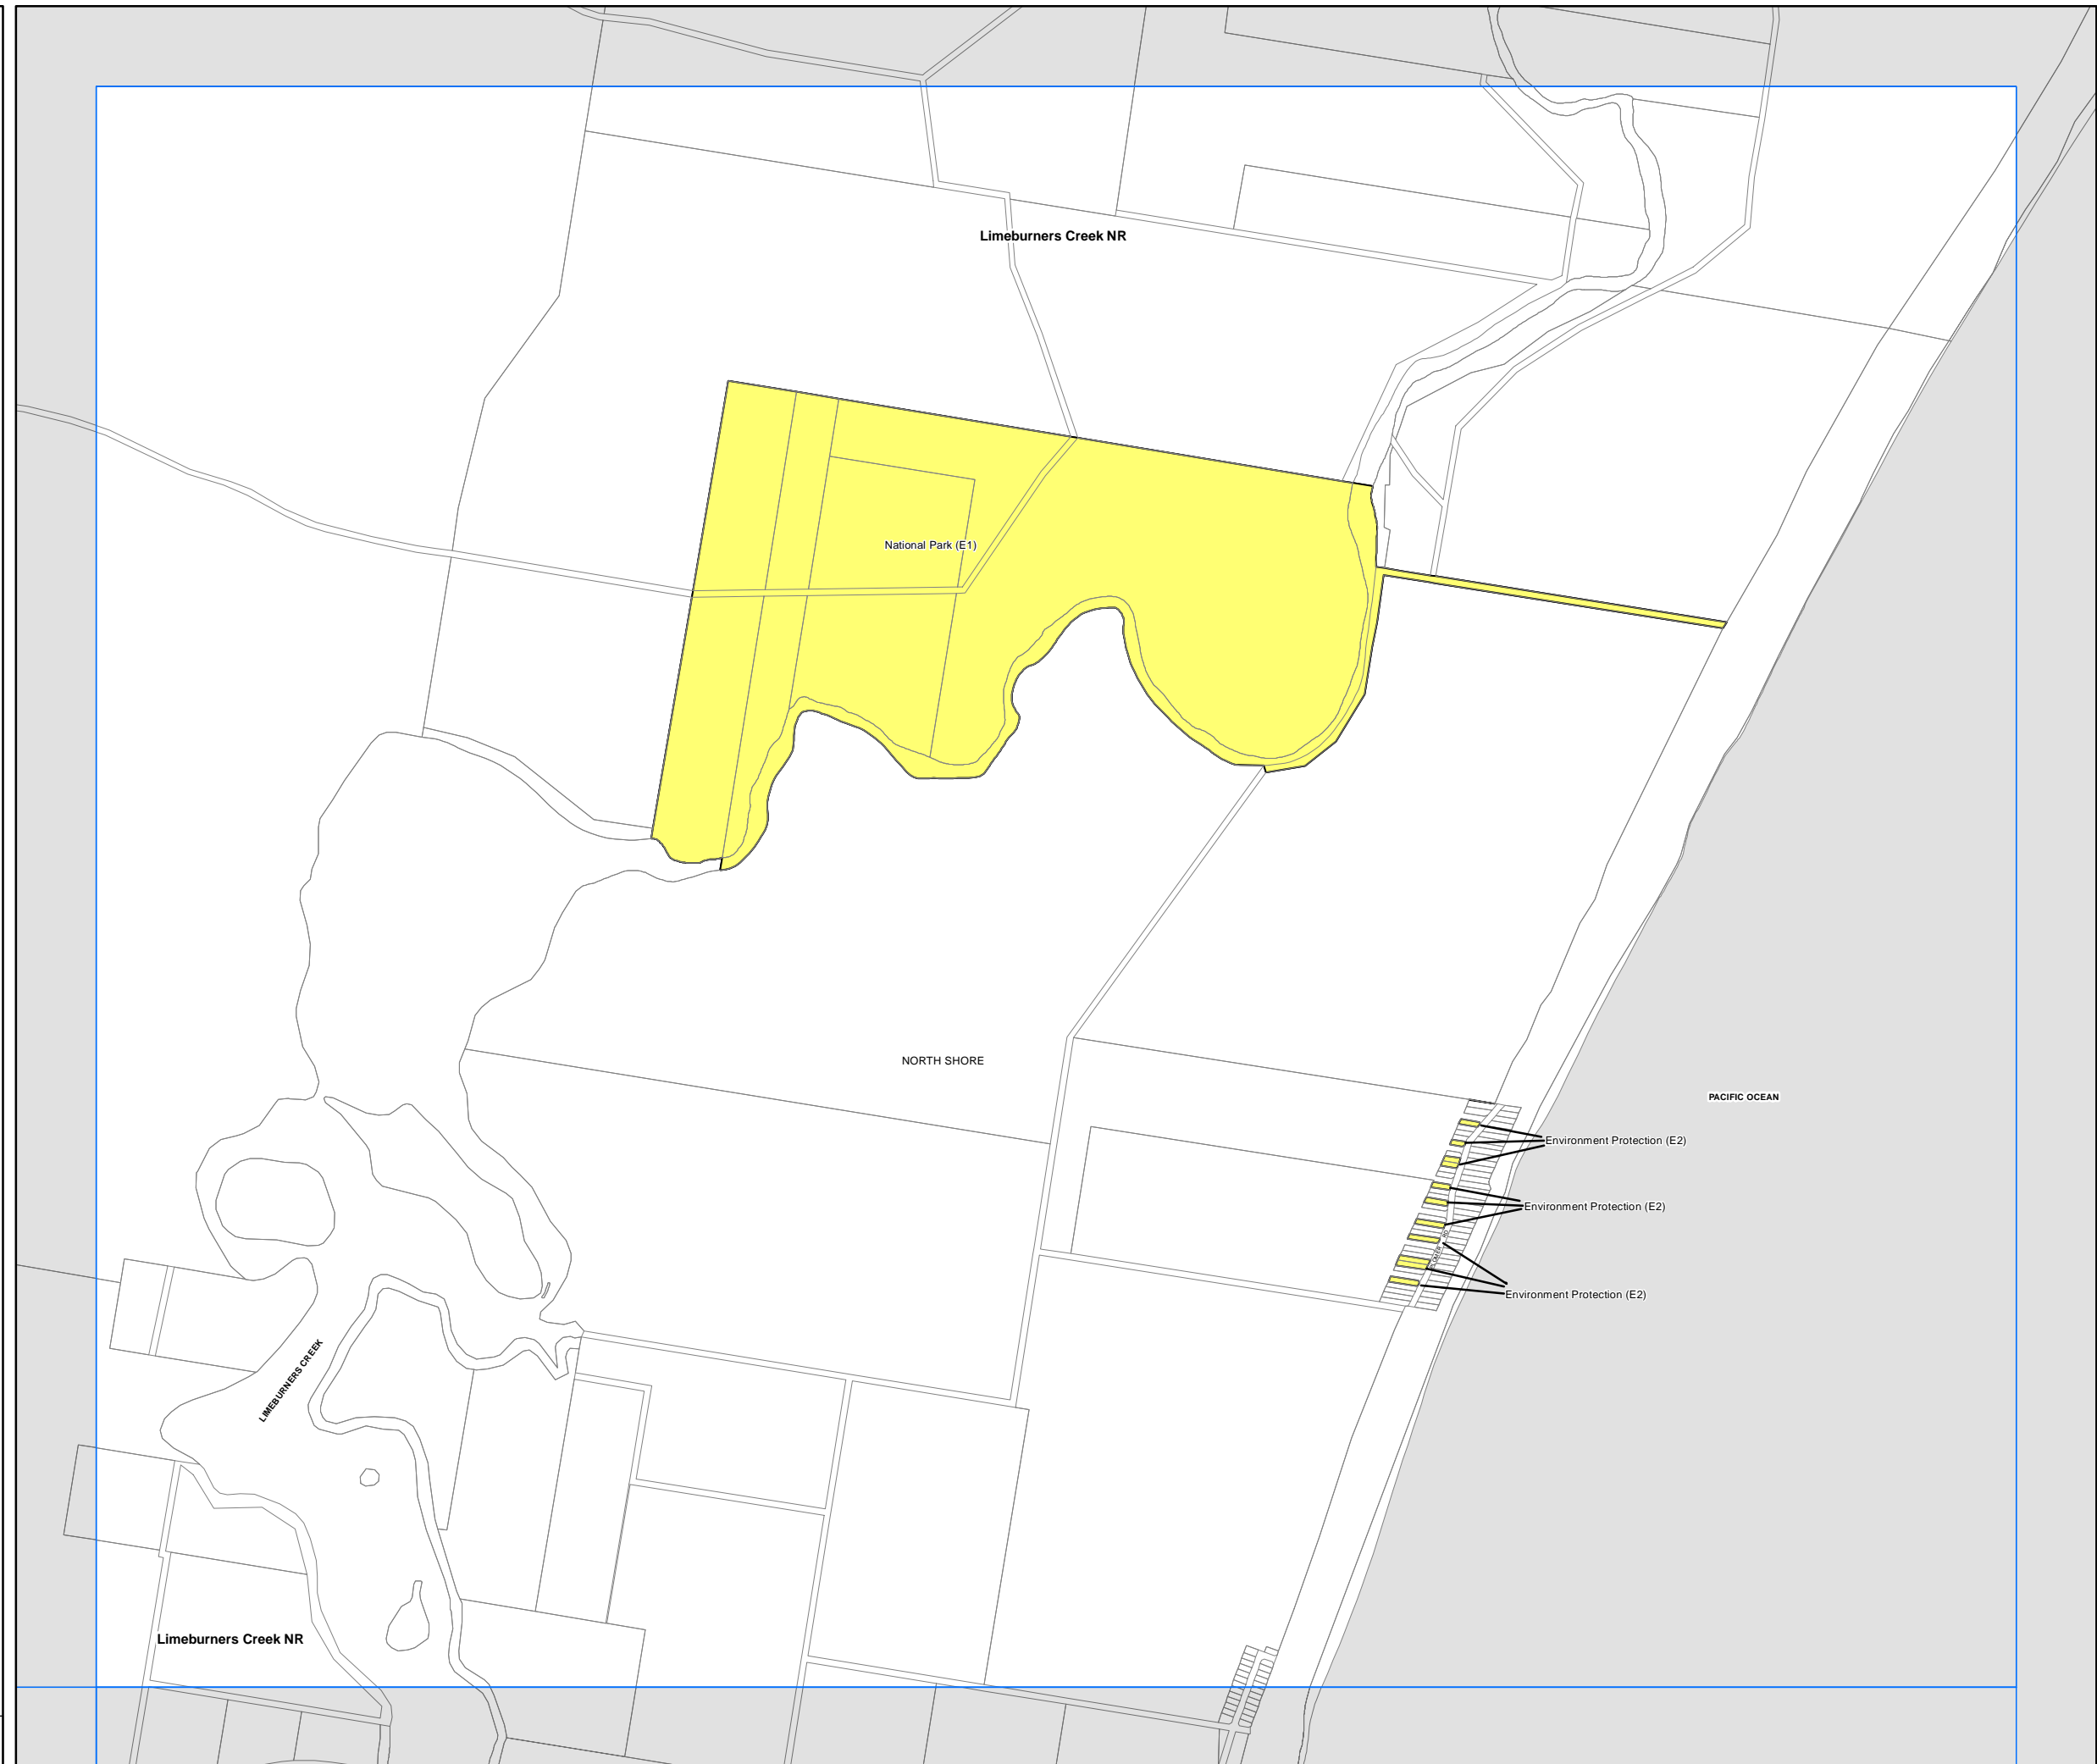 Limeburners Creek NR
National Park (E1)
NORTH SHORE
PACIFIC OCEAN
Environment Protection (E2)
Environment Protection (E2)
Environment Protection (E2)
LIMEBURNERS CREEK
Limeburners Creek NR